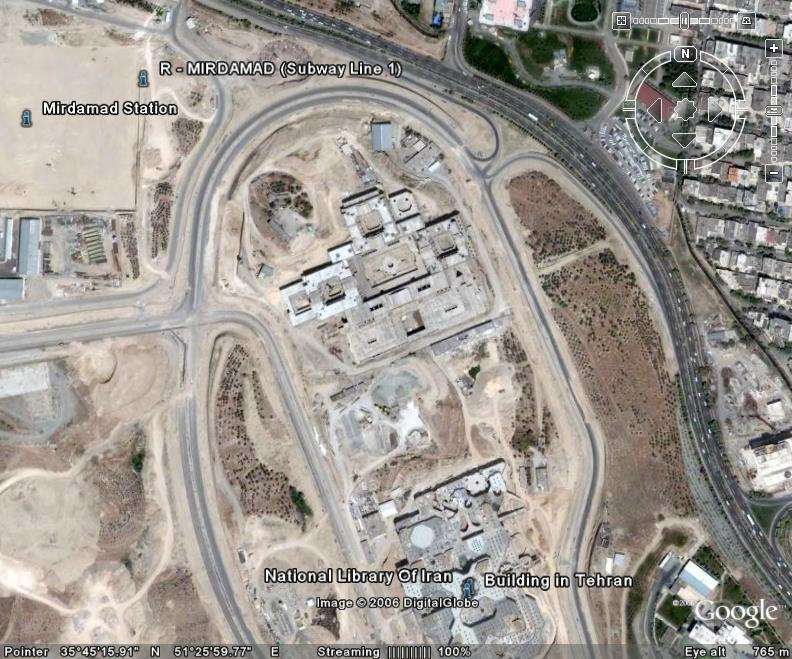 N
R - MIRDAMAD (Subway Line 1)
Mirdamad Station
National Library Of Iran
Building in Tehran
Image © 2006 DigitalGlobe
Google
Pointer 35°45'15.91" N 51°25'59.77" E Streaming |||||||||| 100% Eye alt 765 m